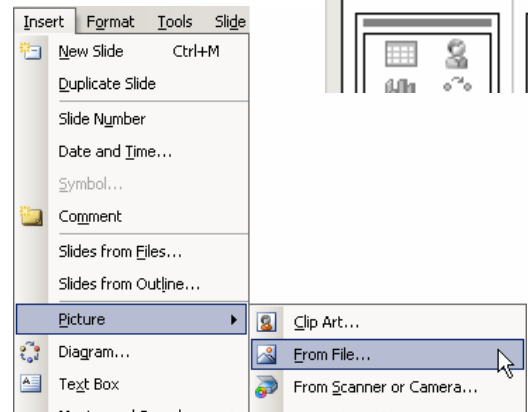 Insert Format Tools Slide
New Slide Ctrl+M
Duplicate Slide
Slide Number
Date and Time...
Symbol...
Comment
Slides from Files...
Slides from Outline...
Picture
Clip Art...
Diagram...
From File...
Text Box
From Scanner or Camera...